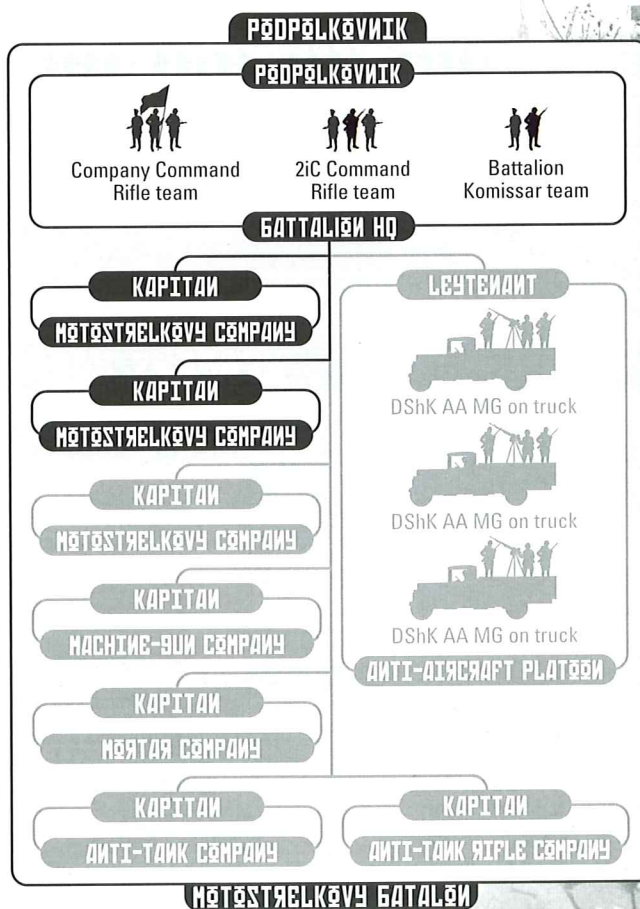 PODPOLKOVNIK
PODPOLKOVNIK
Company Command
Rifle team
2iC Command
Rifle team
Battalion
Komissar team
BATTALION HQ
KAPITAN
MOTOSTRELKOVY COMPANY
KAPITAN
MOTOSTRELKOVY COMPANY
KAPITAN
MOTOSTRELKOVY COMPANY
KAPITAN
MACHINE-GUN COMPANY
KAPITAN
MORTAR COMPANY
LEYTENANT
DShK AA MG on truck
DShK AA MG on truck
DShK AA MG on truck
ANTI-AIRCRAFT PLATOON
KAPITAN
ANTI-TANK COMPANY
KAPITAN
ANTI-TANK RIFLE COMPANY
MOTOSTRELKOVY BATALON